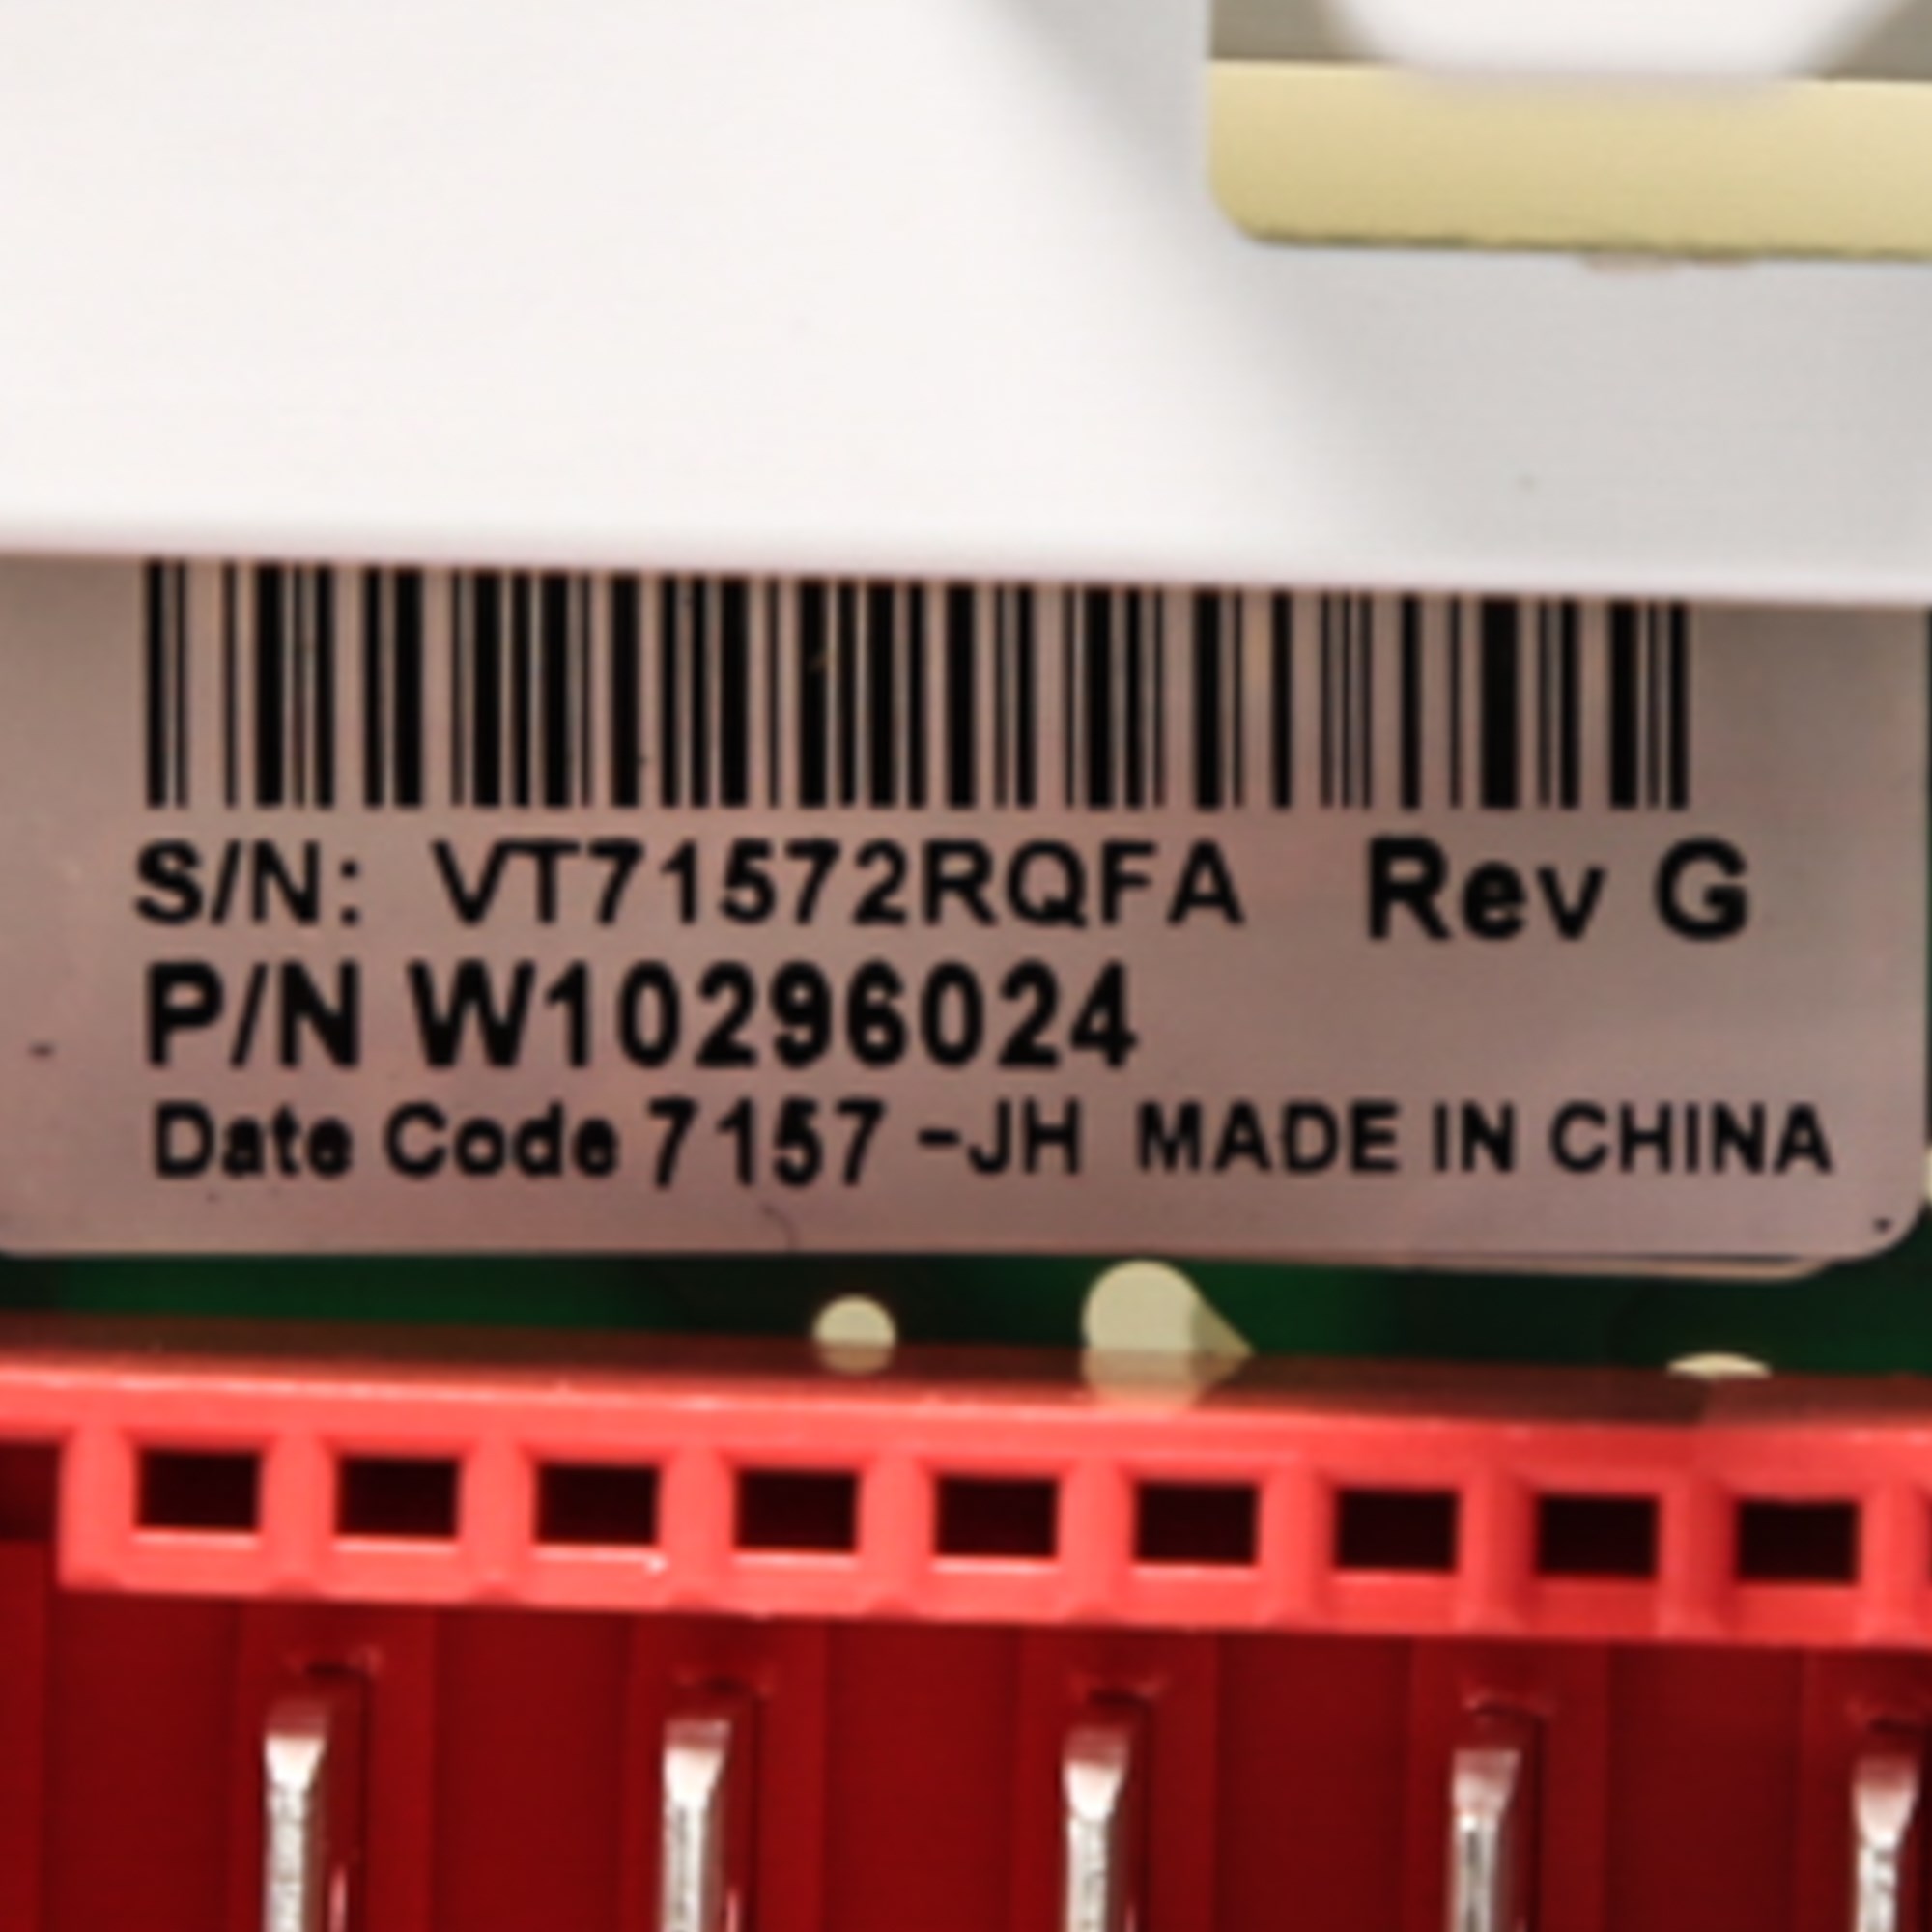 S/N: VT71572RQFA Rev G
P/N W10296024
Date Code 7157 -JH MADE IN CHINA